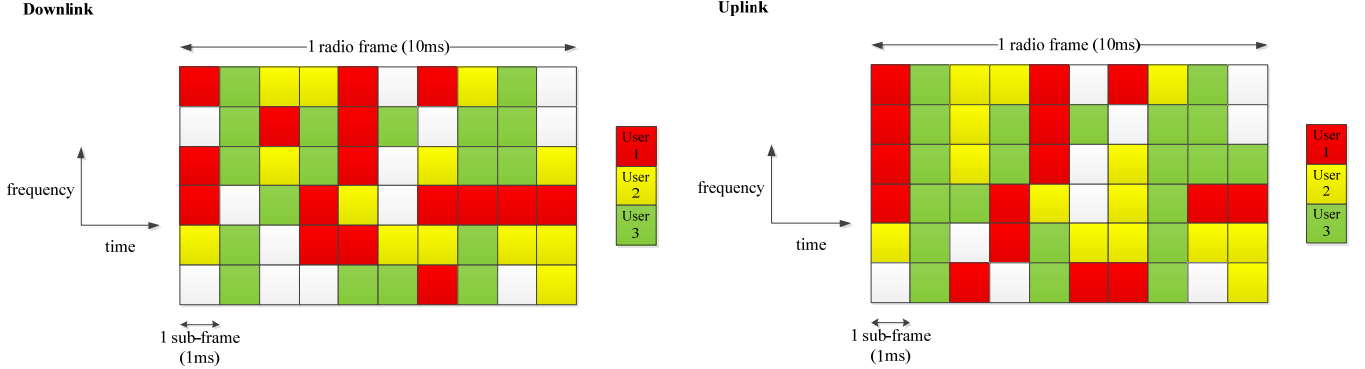 Downlink
1 radio frame (10ms)
frequency
time
1 sub-frame
(1ms)
User
1
User
2
User
3
Uplink
1 radio frame (10ms)
frequency
time
1 sub-frame
(1ms)
User
1
User
2
User
3